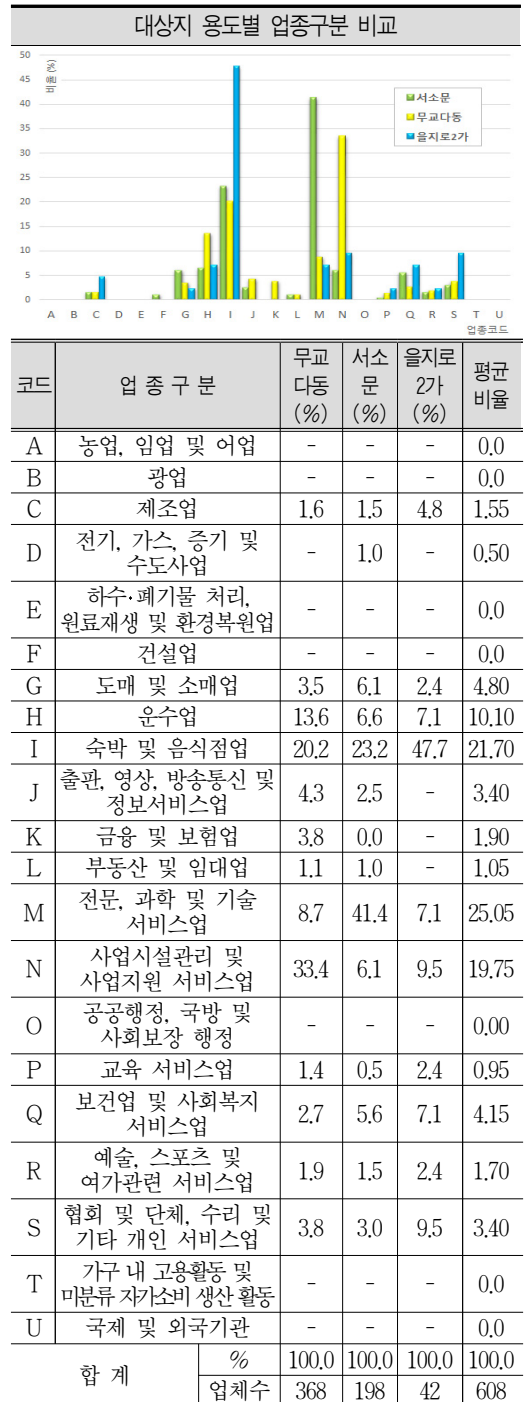 대상지 용도별 업종구분 비교
50
45
40
35
30
25
20
15
10
5
0
비율(%)
서소문
무교다동
을지로2가
A B C D E F G H I J K L M N O P Q R S T U
업종코드
코드 업 종 구 분 무교다동(%) 서소문(%) 을지로2가(%) 평균비율
A 농업, 임업 및 어업 - - - 0.0
B 광업 - - - 0.0
C 제조업 1.6 1.5 4.8 1.55
D 전기, 가스, 증기 및
수도사업 - 1.0 - 0.50
E 하수·폐기물 처리,
원료재생 및 환경복원업 - - - 0.0
F 건설업 - - - 0.0
G 도매 및 소매업 3.5 6.1 2.4 4.80
H 운수업 13.6 6.6 7.1 10.10
I 숙박 및 음식점업 20.2 23.2 47.7 21.70
J 출판, 영상, 방송통신 및
정보서비스업 4.3 2.5 - 3.40
K 금융 및 보험업 3.8 0.0 - 1.90
L 부동산 및 임대업 1.1 1.0 - 1.05
M 전문, 과학 및 기술
서비스업 8.7 41.4 7.1 25.05
N 사업시설관리 및
사업지원 서비스업 33.4 6.1 9.5 19.75
O 공공행정, 국방 및
사회보장 행정 - - - 0.00
P 교육 서비스업 1.4 0.5 2.4 0.95
Q 보건업 및 사회복지
서비스업 2.7 5.6 7.1 4.15
R 예술, 스포츠 및
여가관련 서비스업 1.9 1.5 2.4 1.70
S 협회 및 단체, 수리 및
기타 개인 서비스업 3.8 3.0 9.5 3.40
T 가구 내 고용활동 및
미분류 자가소비 생산 활동 - - - 0.0
U 국제 및 외국기관 - - - 0.0
합 계 % 100.0 100.0 100.0 100.0
업체수 368 198 42 608